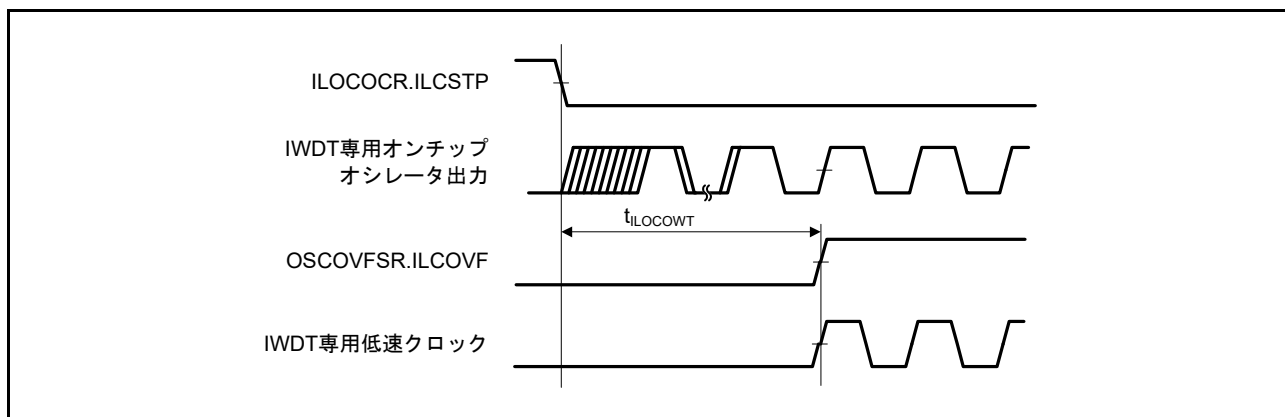 ILOCOCR.ILCSTP
IWDT専用オンチップ
オシレータ出力
tILOCOWT
OSCOVFSR.ILCOVF
IWDT専用低速クロック